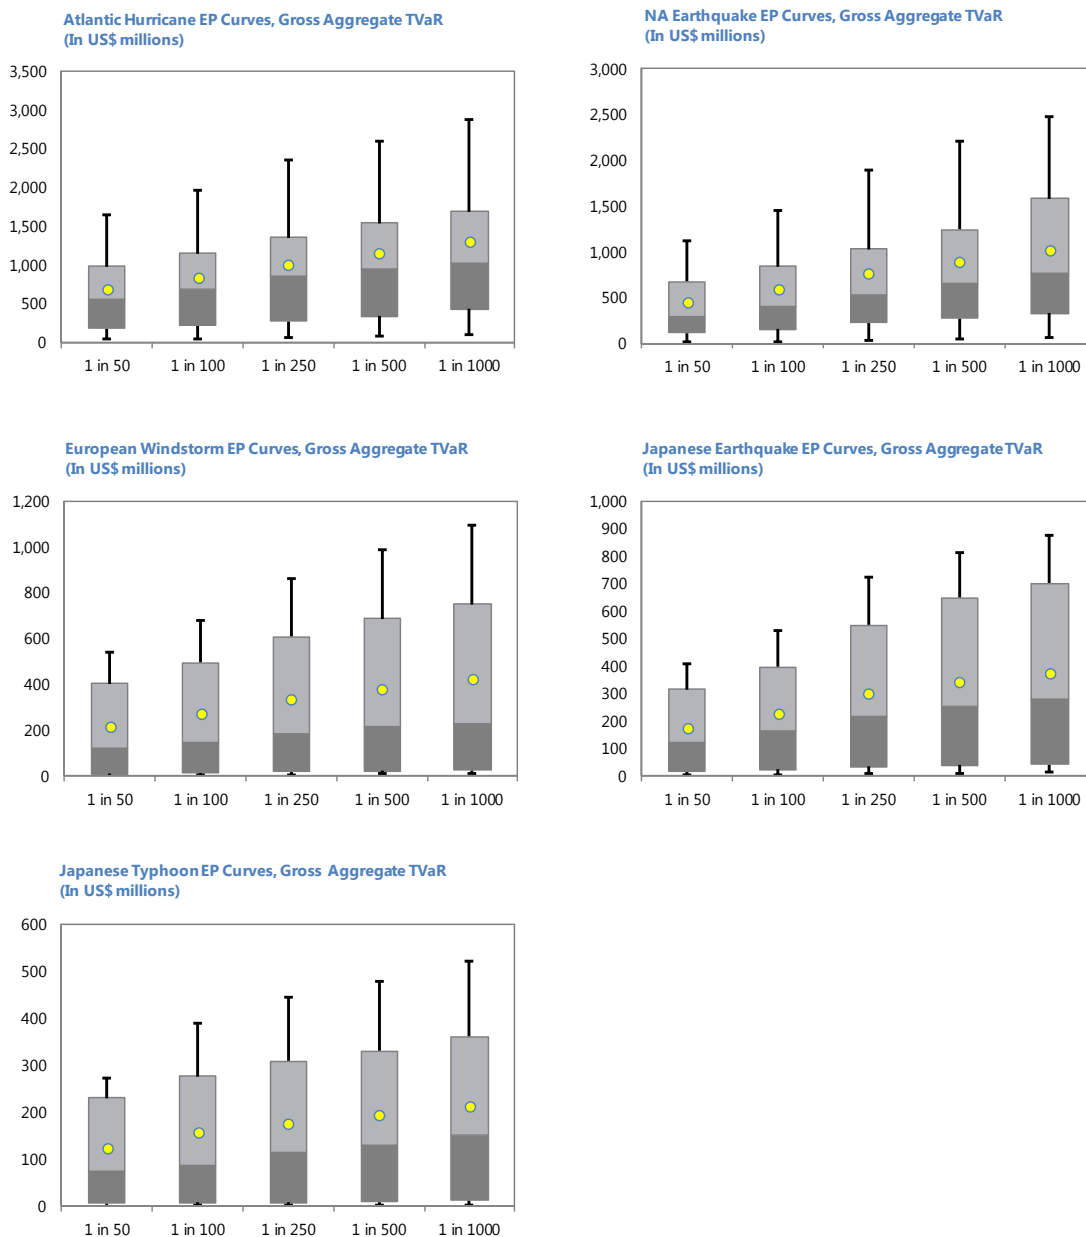 Atlantic Hurricane EP Curves, Gross Aggregate TVaR
(In US$ millions)
3,500
3,000
2,500
2,000
1,500
1,000
500
0
1 in 50 1 in 100 1 in 250 1 in 500 1 in 1000
NA Earthquake EP Curves, Gross Aggregate TVaR
(In US$ millions)
3,000
2,500
2,000
1,500
1,000
500
0
1 in 50 1 in 100 1 in 250 1 in 500 1 in 1000
European Windstorm EP Curves, Gross Aggregate TVaR
(In US$ millions)
1,200
1,000
800
600
400
200
0
1 in 50 1 in 100 1 in 250 1 in 500 1 in 1000
Japanese Earthquake EP Curves, Gross Aggregate TVaR
(In US$ millions)
1,000
900
800
700
600
500
400
300
200
100
0
1 in 50 1 in 100 1 in 250 1 in 500 1 in 1000
Japanese Typhoon EP Curves, Gross Aggregate TVaR
(In US$ millions)
600
500
400
300
200
100
0
1 in 50 1 in 100 1 in 250 1 in 500 1 in 1000